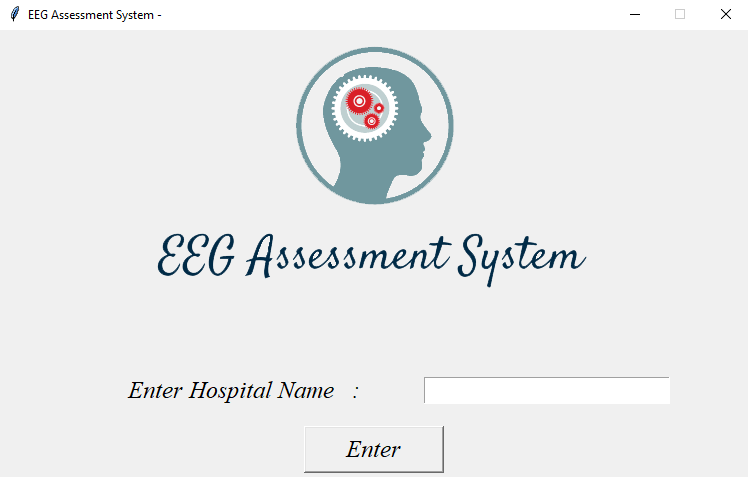 EEG Assessment System -
EEG Assessment System
Enter Hospital Name :
Enter